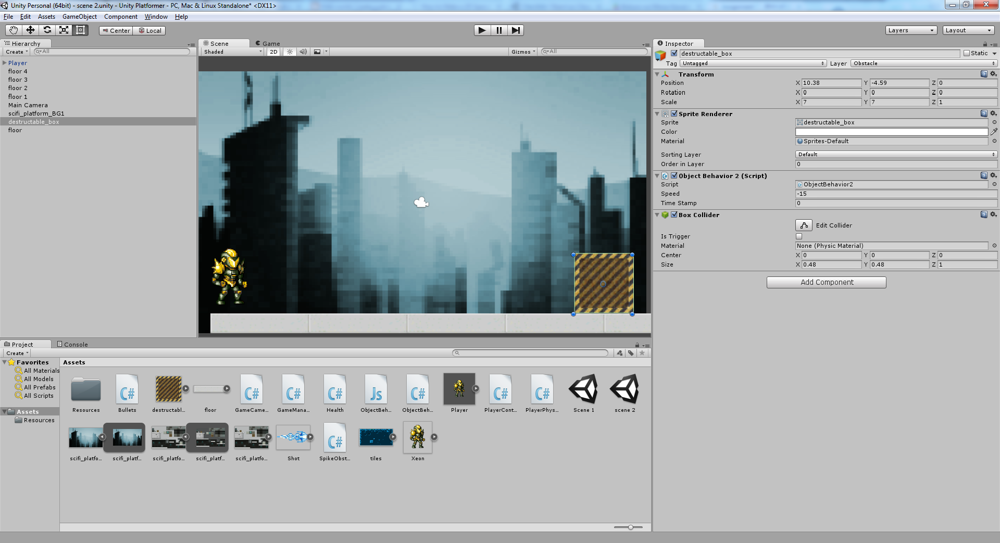 Unity Personal (64bit) - scene 2.unity - Unity Platformer - PC, Mac & Linux Standalone* <DX11>
File Edit Assets GameObject Component Window Help
Center Local Layers Layout
Hierarchy
Create All
Player
floor 4
floor 3
floor 2
floor 1
Main Camera
scifi_platform_BG1
destructable_box
floor
Scene Game
Shaded 2D Gizmos All
Inspector
destructable_box Static
Tag Untagged Layer Obstacle
Transform
Position X 10.38 Y -4.59 Z 0
Rotation X 0 Y 0 Z 0
Scale X 7 Y 7 Z 1
Sprite Renderer
Sprite destructable_box
Color
Material Sprites-Default
Sorting Layer Default
Order in Layer 0
Object Behavior 2 (Script)
Script ObjectBehavior2
Speed -15
Time Stamp 0
Box Collider
Edit Collider
Is Trigger
Material None (Physic Material)
Center X 0 Y 0 Z 0
Size X 0.48 Y 0.48 Z 1
Add Component
Project Console
Create
Favorites
All Materials
All Models
All Prefabs
All Scripts
Assets
Resources
Assets
C# C# C# C# Js C# C# C#
Resources Bullets destructabl... floor GameCame... GameMana... Health ObjectBeh... ObjectBeh... Player PlayerCont... PlayerPhys... Scene 1 scene 2
C#
scifi_platfo... scifi_platf... scifi_platfo... scifi_platf... scifi_platfo... Shot SpikeObst... tiles Xeon